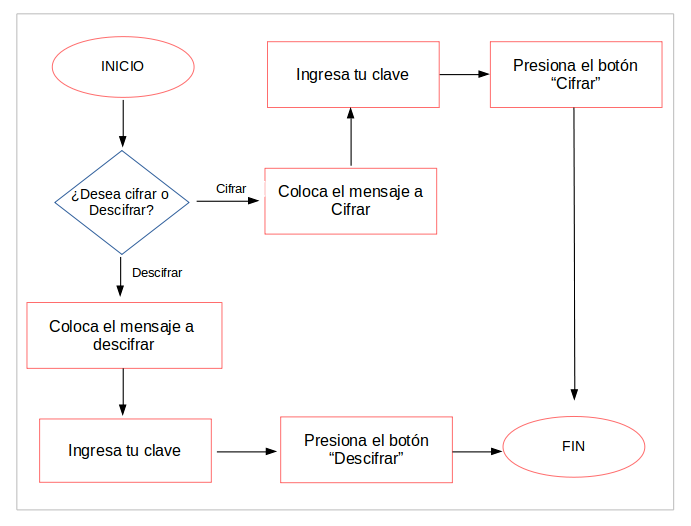 INICIO
¿Desea cifrar o
Descifrar?
Cifrar
Coloca el mensaje a
Cifrar
Ingresa tu clave
Presiona el botón
“Cifrar”
Descifrar
Coloca el mensaje a
descifrar
Ingresa tu clave
Presiona el botón
“Descifrar”
FIN